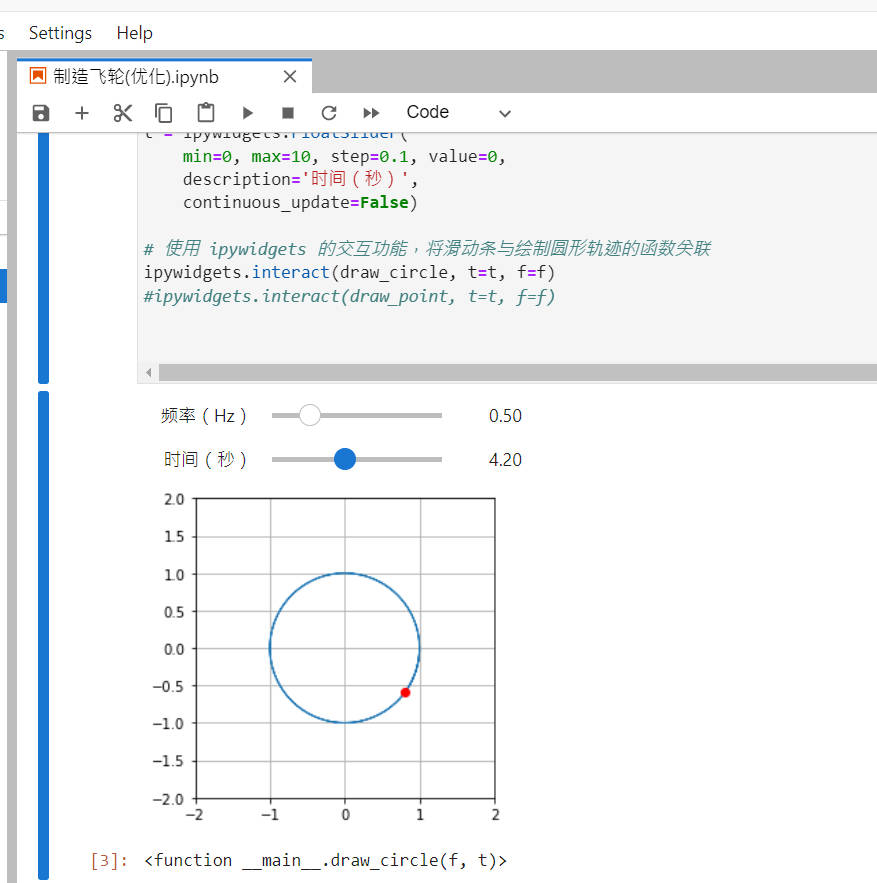 s Settings Help
制造飞轮(优化).ipynb
Code
t = ipywidgets.FloatSlider(
min=0, max=10, step=0.1, value=0,
description='时间（秒）',
continuous_update=False)
# 使用 ipywidgets 的交互功能，将滑动条与绘制圆形轨迹的函数关联
ipywidgets.interact(draw_circle, t=t, f=f)
#ipywidgets.interact(draw_point, t=t, f=f)
频率（Hz） 0.50
时间（秒） 4.20
2.0
1.5
1.0
0.5
0.0
−0.5
−1.0
−1.5
−2.0
−2 −1 0 1 2
[3]: <function __main__.draw_circle(f, t)>